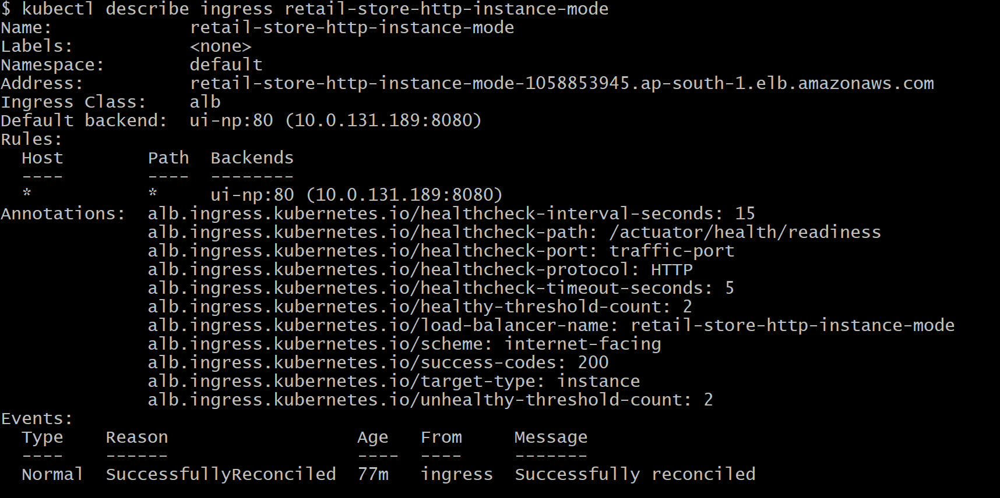 $ kubectl describe ingress retail-store-http-instance-mode
Name:             retail-store-http-instance-mode
Labels:           <none>
Namespace:        default
Address:          retail-store-http-instance-mode-1058853945.ap-south-1.elb.amazonaws.com
Ingress Class:    alb
Default backend:  ui-np:80 (10.0.131.189:8080)
Rules:
  Host        Path  Backends
  ----        ----  --------
  *           *     ui-np:80 (10.0.131.189:8080)
Annotations:  alb.ingress.kubernetes.io/healthcheck-interval-seconds: 15
              alb.ingress.kubernetes.io/healthcheck-path: /actuator/health/readiness
              alb.ingress.kubernetes.io/healthcheck-port: traffic-port
              alb.ingress.kubernetes.io/healthcheck-protocol: HTTP
              alb.ingress.kubernetes.io/healthcheck-timeout-seconds: 5
              alb.ingress.kubernetes.io/healthy-threshold-count: 2
              alb.ingress.kubernetes.io/load-balancer-name: retail-store-http-instance-mode
              alb.ingress.kubernetes.io/scheme: internet-facing
              alb.ingress.kubernetes.io/success-codes: 200
              alb.ingress.kubernetes.io/target-type: instance
              alb.ingress.kubernetes.io/unhealthy-threshold-count: 2
Events:
  Type    Reason                  Age   From     Message
  ----    ------                  ----  ----     -------
  Normal  SuccessfullyReconciled  77m   ingress  Successfully reconciled